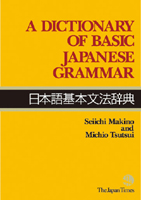 A DICTIONARY OF BASIC
JAPANESE
GRAMMAR
日本語基本文法辞典
Seiichi Makino
and
Michio Tsutsui
The Japan Times